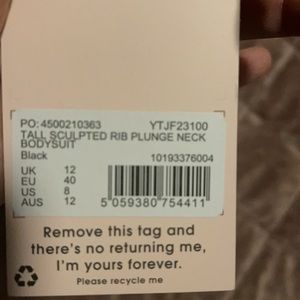 PO:4500210363 YTJF23100
TALL SCULPTED RIB PLUNGE NECK
BODYSUIT
Black 10193376004
UK 12
EU 40
US 8
AUS 12
5 059380 754411
Remove this tag and
there's no returning me,
I'm yours forever.
Please recycle me